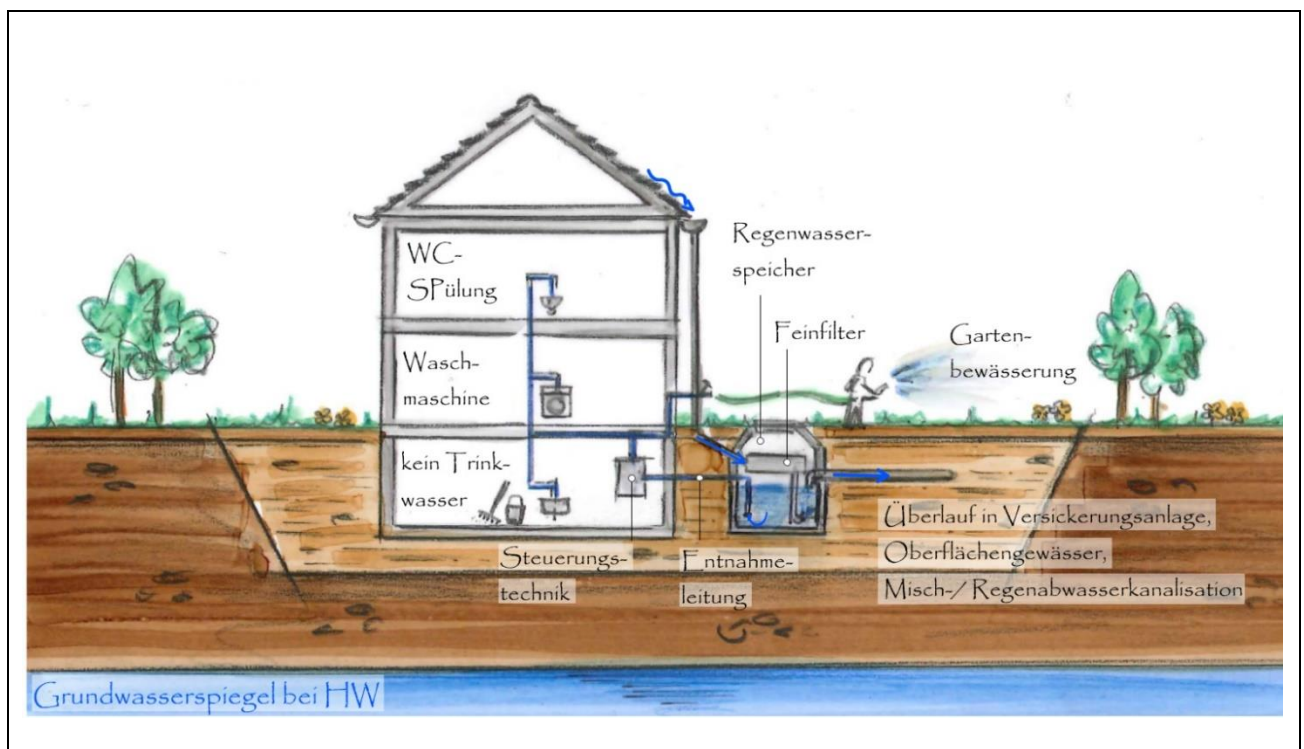 WC-
SPülung
Wasch-
maschine
kein Trink-
wasser
Regenwasser-
speicher
Feinfilter
Garten-
bewässerung
Steuerungs-
technik
Entnahme-
leitung
Überlauf in Versickerungsanlage,
Oberflächengewässer,
Misch-/ Regenabwasserkanalisation
Grundwasserspiegel bei HW